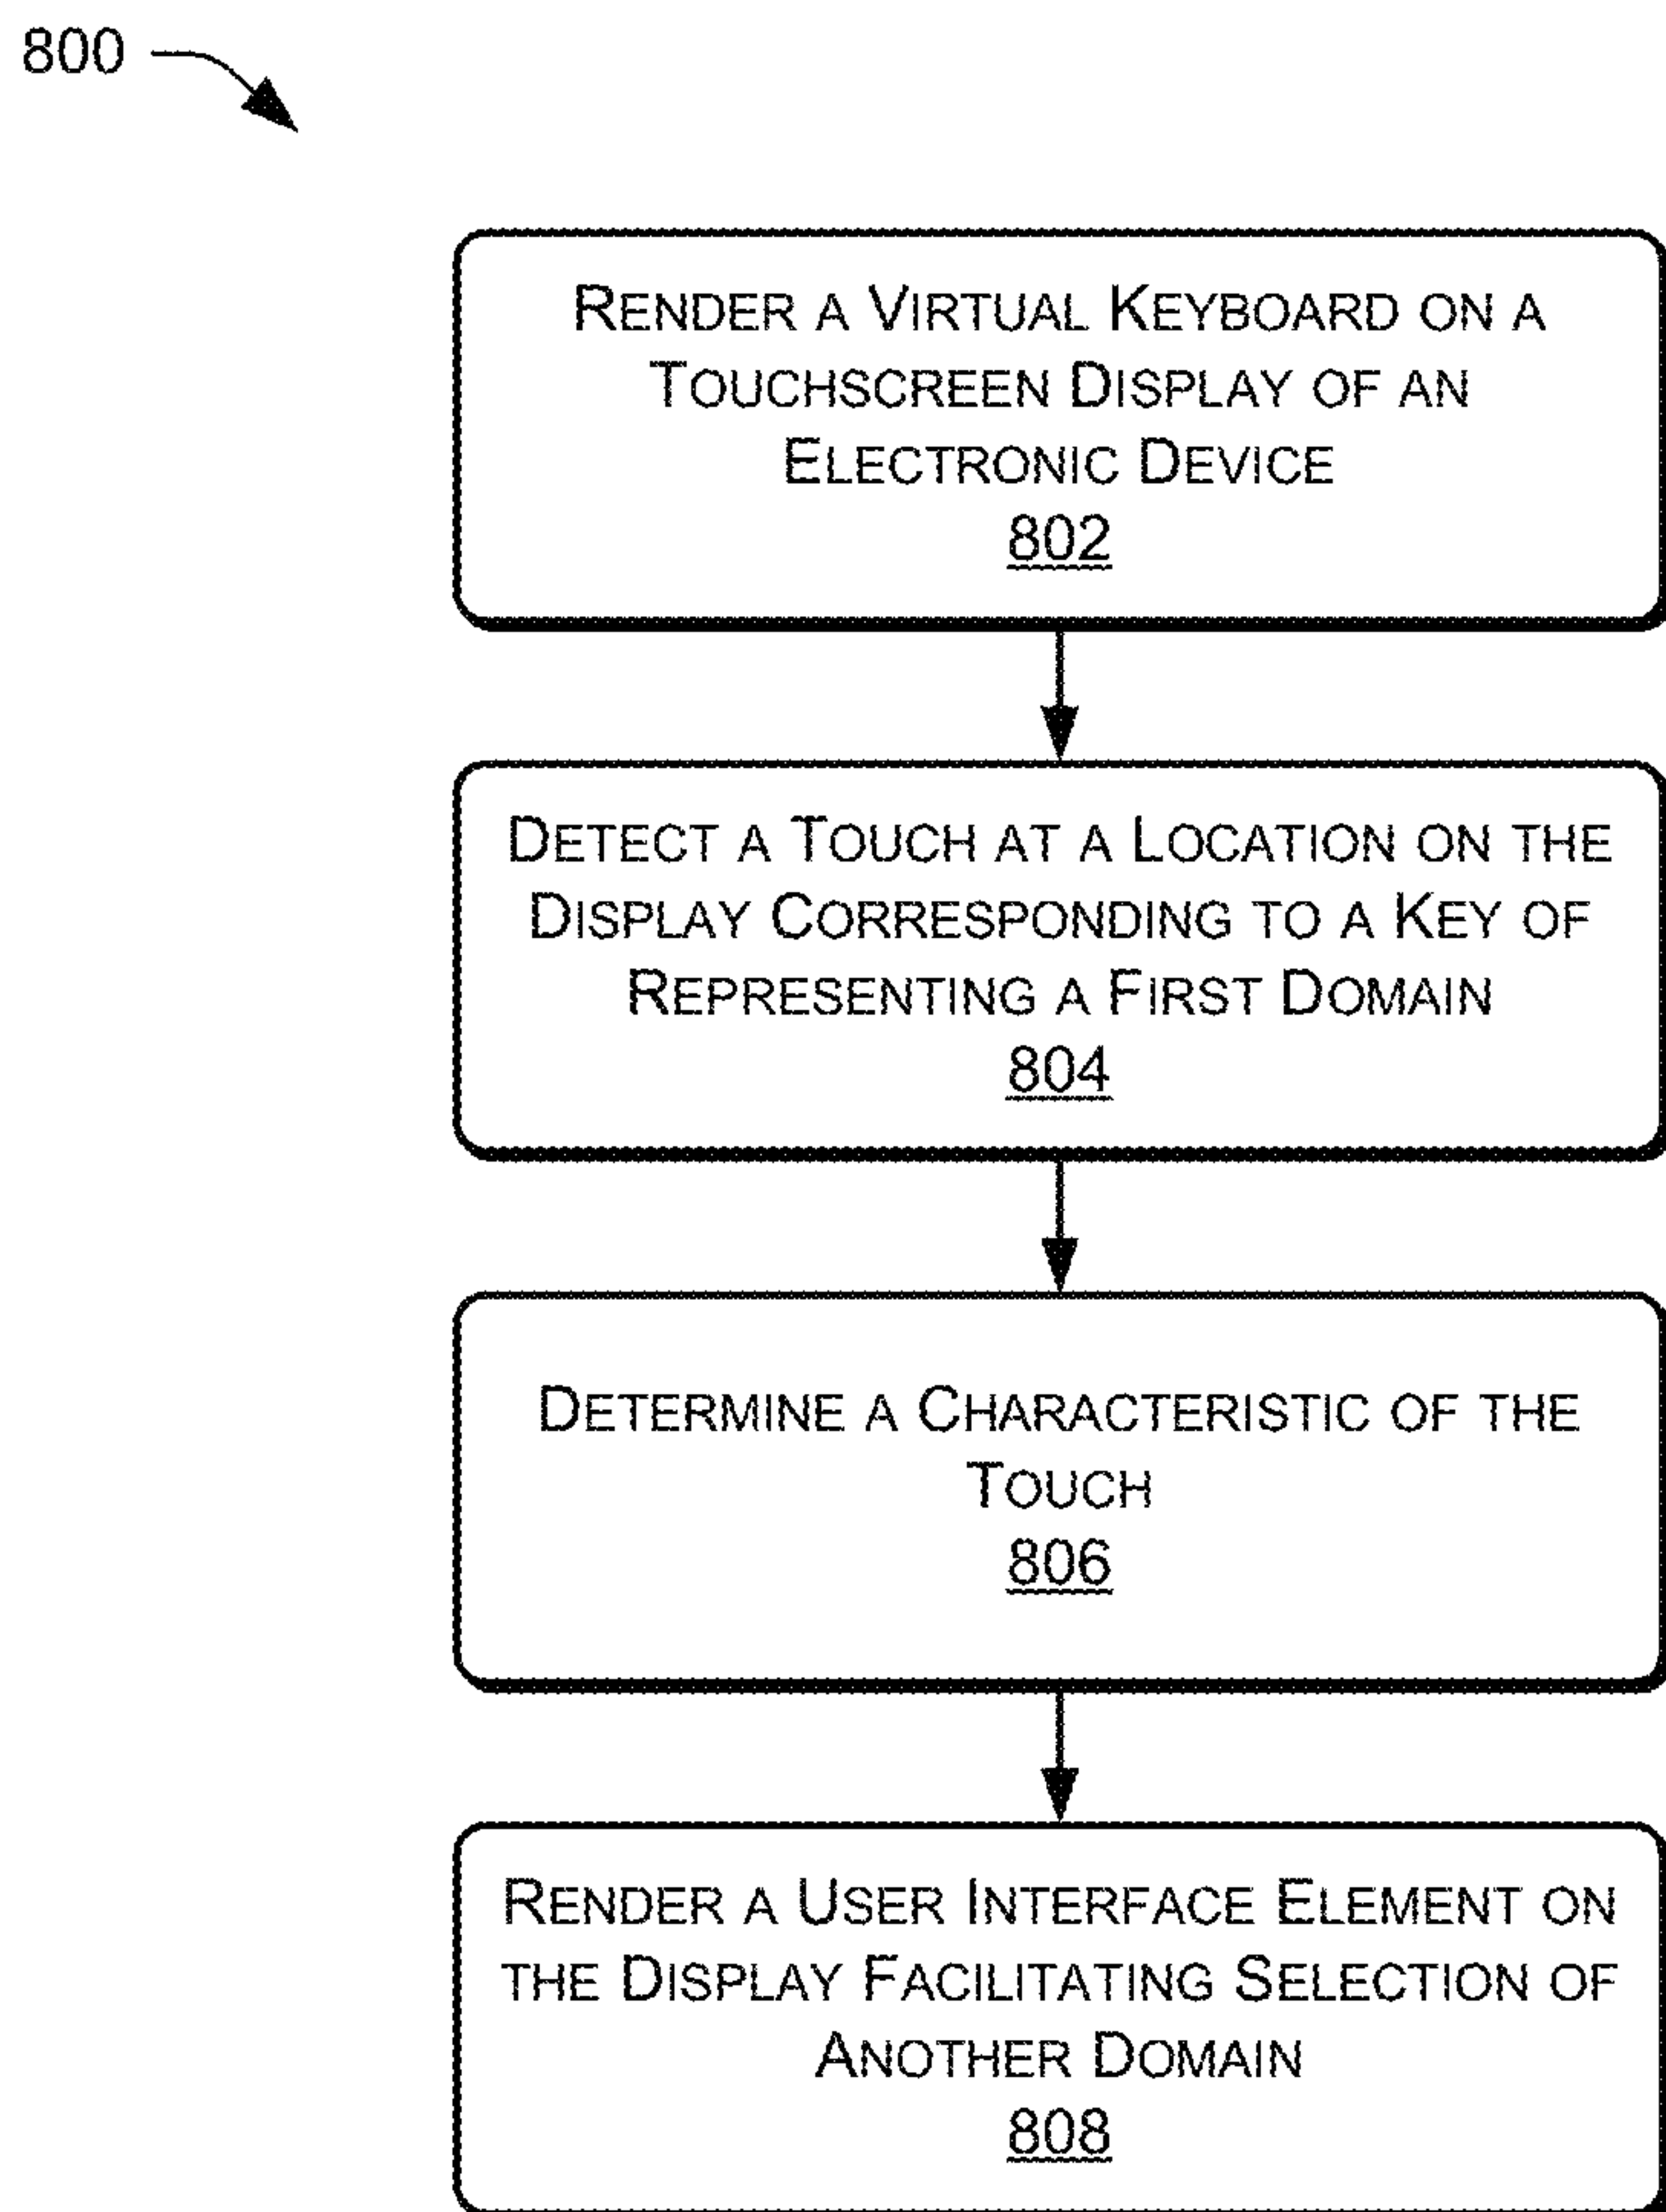 800
RENDER A VIRTUAL KEYBOARD ON A
TOUCHSCREEN DISPLAY OF AN
ELECTRONIC DEVICE
802
DETECT A TOUCH AT A LOCATION ON THE
DISPLAY CORRESPONDING TO A KEY OF
REPRESENTING A FIRST DOMAIN
804
DETERMINE A CHARACTERISTIC OF THE
TOUCH
806
RENDER A USER INTERFACE ELEMENT ON
THE DISPLAY FACILITATING SELECTION OF
ANOTHER DOMAIN
808